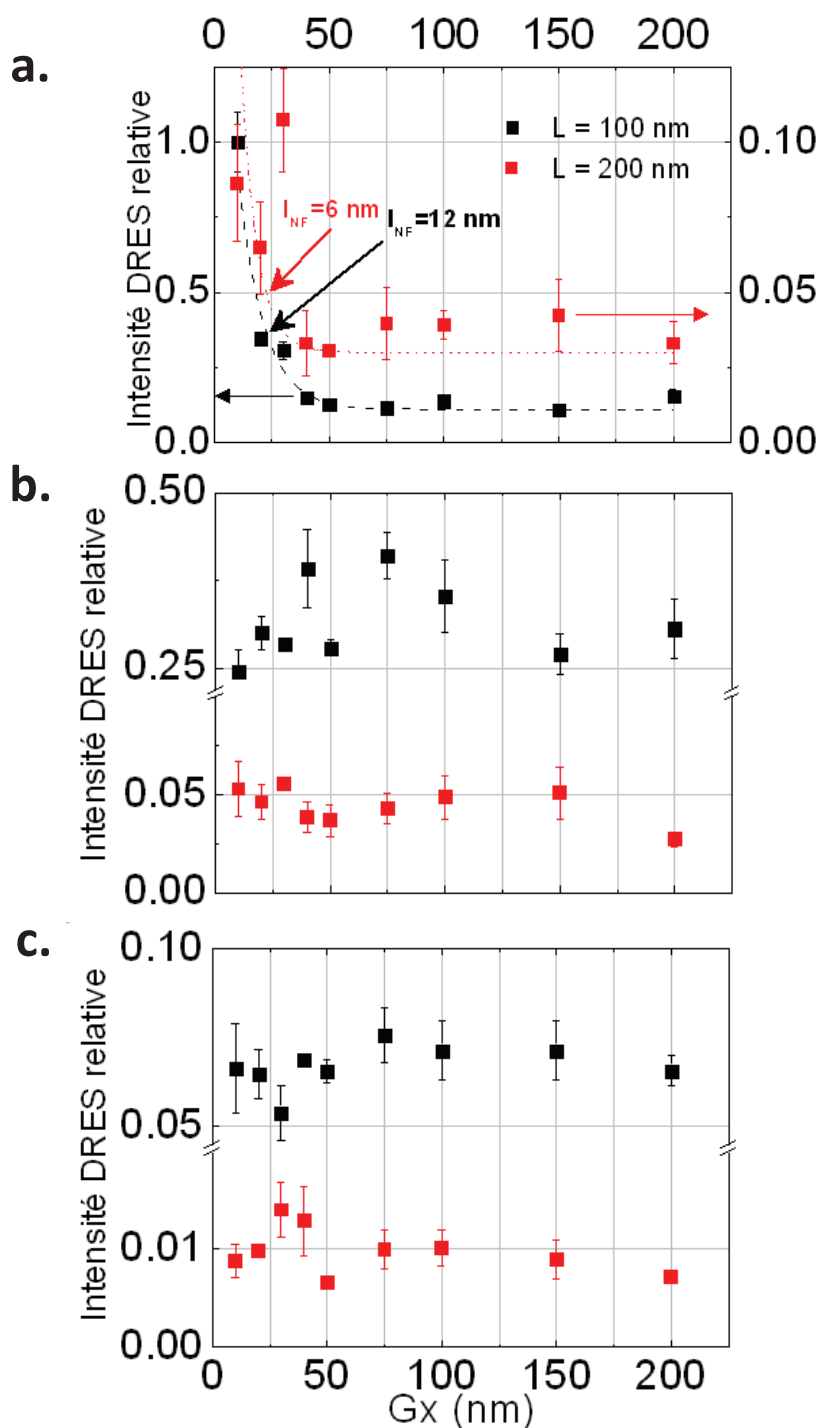 0 50 100 150 200
a.
Intensité DRES relative
1.0
0.5
0.0
L = 100 nm
L = 200 nm
I NF =6 nm
I NF =12 nm
0.10
0.05
0.00
b.
Intensité DRES relative
0.50
0.25
0.05
0.00
c.
Intensité DRES relative
0.10
0.05
0.01
0.00
0 50 100 150 200
Gx (nm)